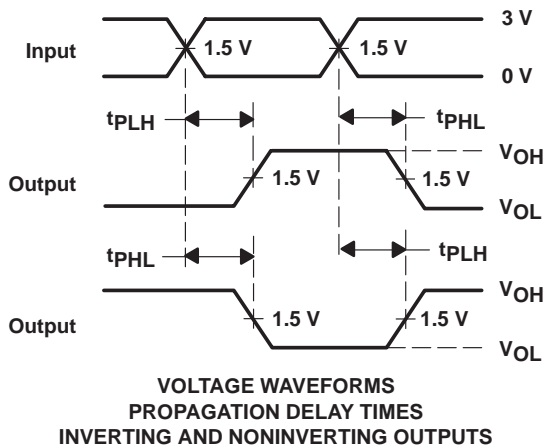 3 V
Input
1.5 V
1.5 V
0 V
tPLH
tPHL
VOH
Output
1.5 V
1.5 V
VOL
tPHL
tPLH
VOH
Output
1.5 V
1.5 V
VOL
VOLTAGE WAVEFORMS
PROPAGATION DELAY TIMES
INVERTING AND NONINVERTING OUTPUTS